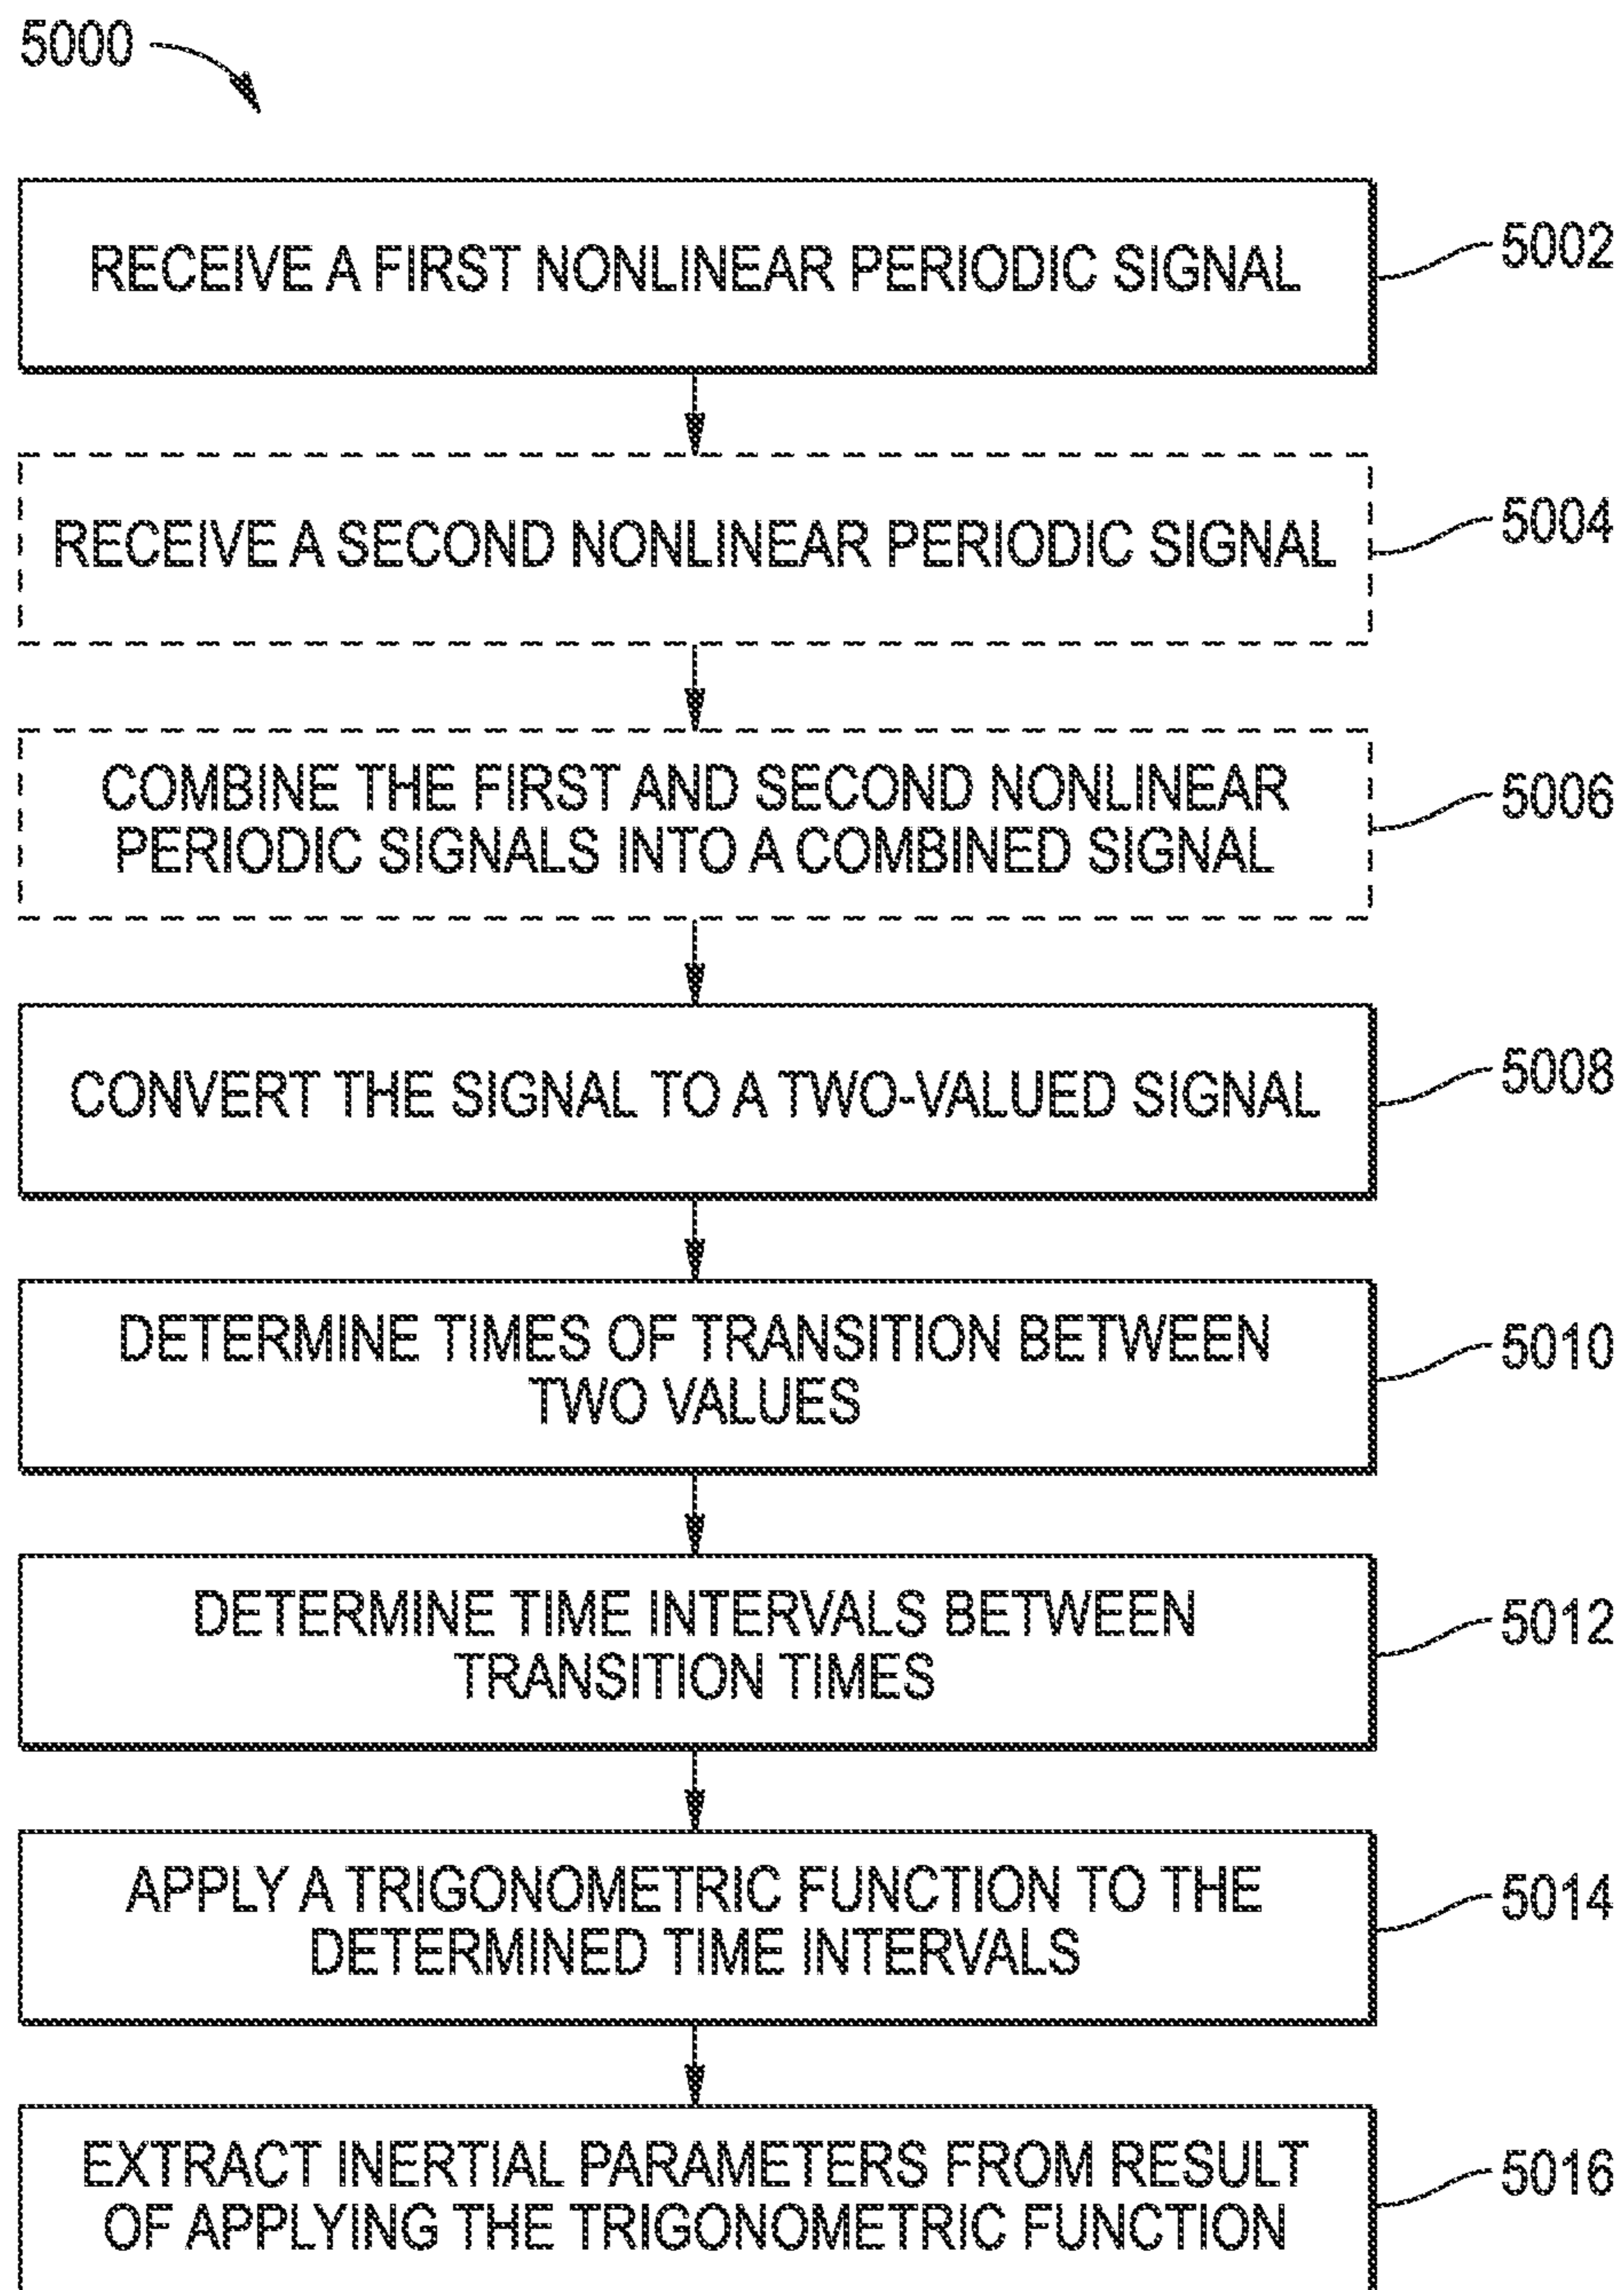 5000
RECEIVE A FIRST NONLINEAR PERIODIC SIGNAL
5002
RECEIVE A SECOND NONLINEAR PERIODIC SIGNAL
5004
COMBINE THE FIRST AND SECOND NONLINEAR
PERIODIC SIGNALS INTO A COMBINED SIGNAL
5006
CONVERT THE SIGNAL TO A TWO-VALUED SIGNAL
5008
DETERMINE TIMES OF TRANSITION BETWEEN
TWO VALUES
5010
DETERMINE TIME INTERVALS BETWEEN
TRANSITION TIMES
5012
APPLY A TRIGONOMETRIC FUNCTION TO THE
DETERMINED TIME INTERVALS
5014
EXTRACT INERTIAL PARAMETERS FROM RESULT
OF APPLYING THE TRIGONOMETRIC FUNCTION
5016